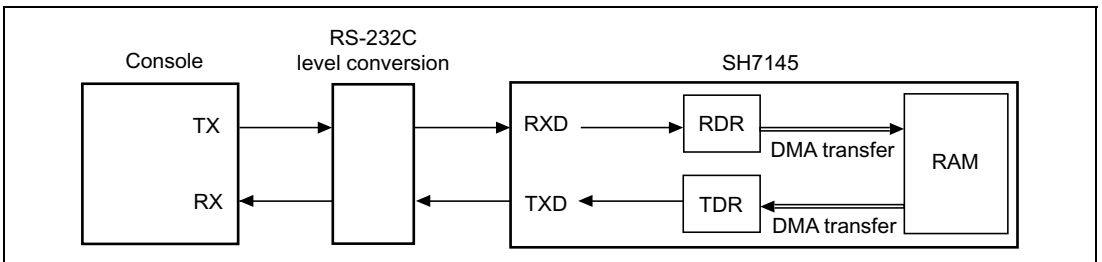 Console
RS-232C
level conversion
SH7145
TX
RXD
RDR
DMA transfer
RAM
RX
TXD
TDR
DMA transfer